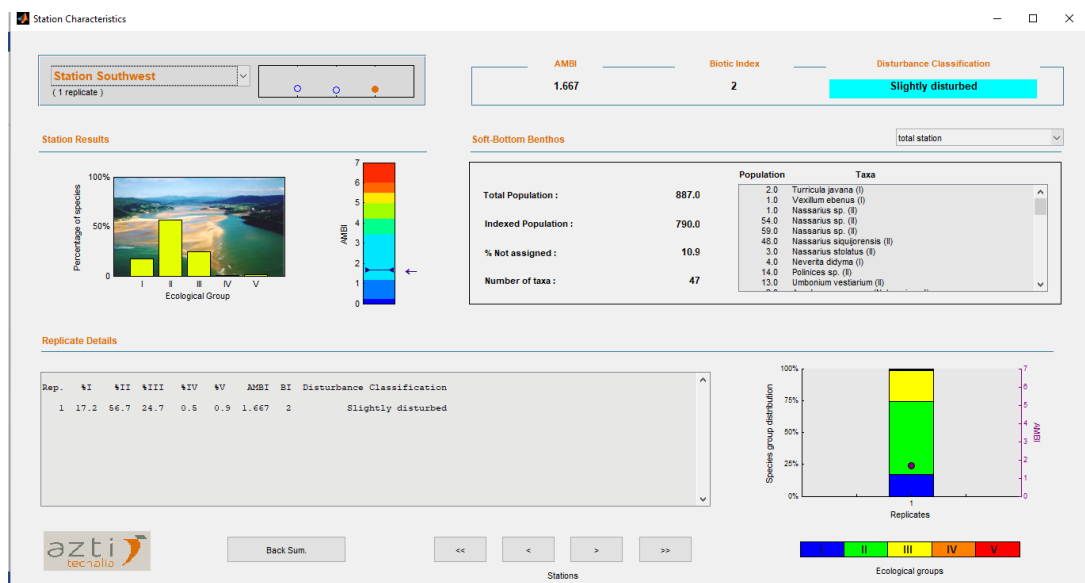 Station Characteristics
Station Southwest
( 1 replicate )
AMBI
Biotic Index
Disturbance Classification
1.667
2
Slightly disturbed
Station Results
Soft-Bottom Benthos
total station
100%
50%
0
Percentage of species
I II III IV V
Ecological Group
7
6
5
4
3
2
1
0
AMBI
Total Population : 887.0
Indexed Population : 790.0
% Not assigned : 10.9
Number of taxa : 47
Population Taxa
2.0 Turricula javana (I)
1.0 Vexillum ebenus (I)
1.0 Nassarius sp. (II)
54.0 Nassarius sp. (II)
59.0 Nassarius sp. (II)
48.0 Nassarius siquijorensis (II)
3.0 Nassarius stolatus (II)
4.0 Neverita didyma (I)
14.0 Polinices sp. (II)
13.0 Umbonium vestiarium (II)
Replicate Details
Rep. %I %II %III %IV %V AMBI BI Disturbance Classification
1 17.2 56.7 24.7 0.5 0.9 1.667 2 Slightly disturbed
100%
75%
50%
25%
0%
Species group distribution
7
6
5
4
3
2
1
0
AMBI
1
Replicates
I II III IV V
Ecological groups
azti
tecnalia
Back Sum.
<< < > >>
Stations